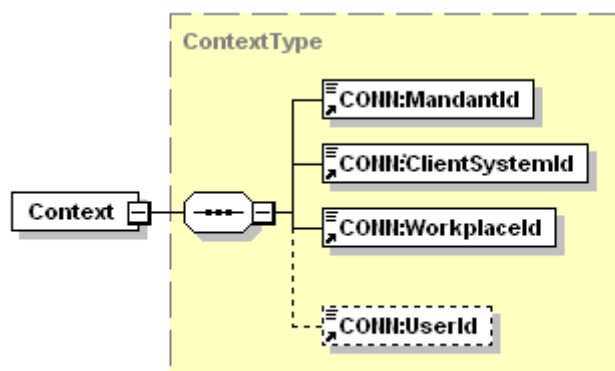 ContextType
CONN:MandantId
CONN:ClientSystemId
Context
CONN:WorkplaceId
CONN:UserId